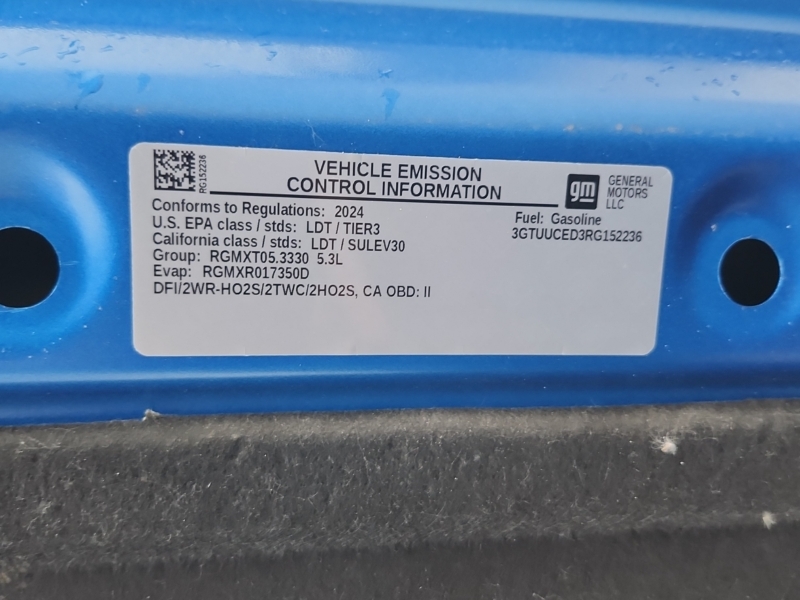 RG152236
VEHICLE EMISSION
CONTROL INFORMATION
gm
GENERAL
MOTORS
LLC
Conforms to Regulations: 2024
U.S. EPA class / stds: LDT / TIER3
California class / stds: LDT / SULEV30
Group: RGMXT05.3330 5.3L
Evap: RGMXR017350D
DFI/2WR-HO2S/2TWC/2HO2S, CA OBD: II
Fuel: Gasoline
3GTUUCED3RG152236